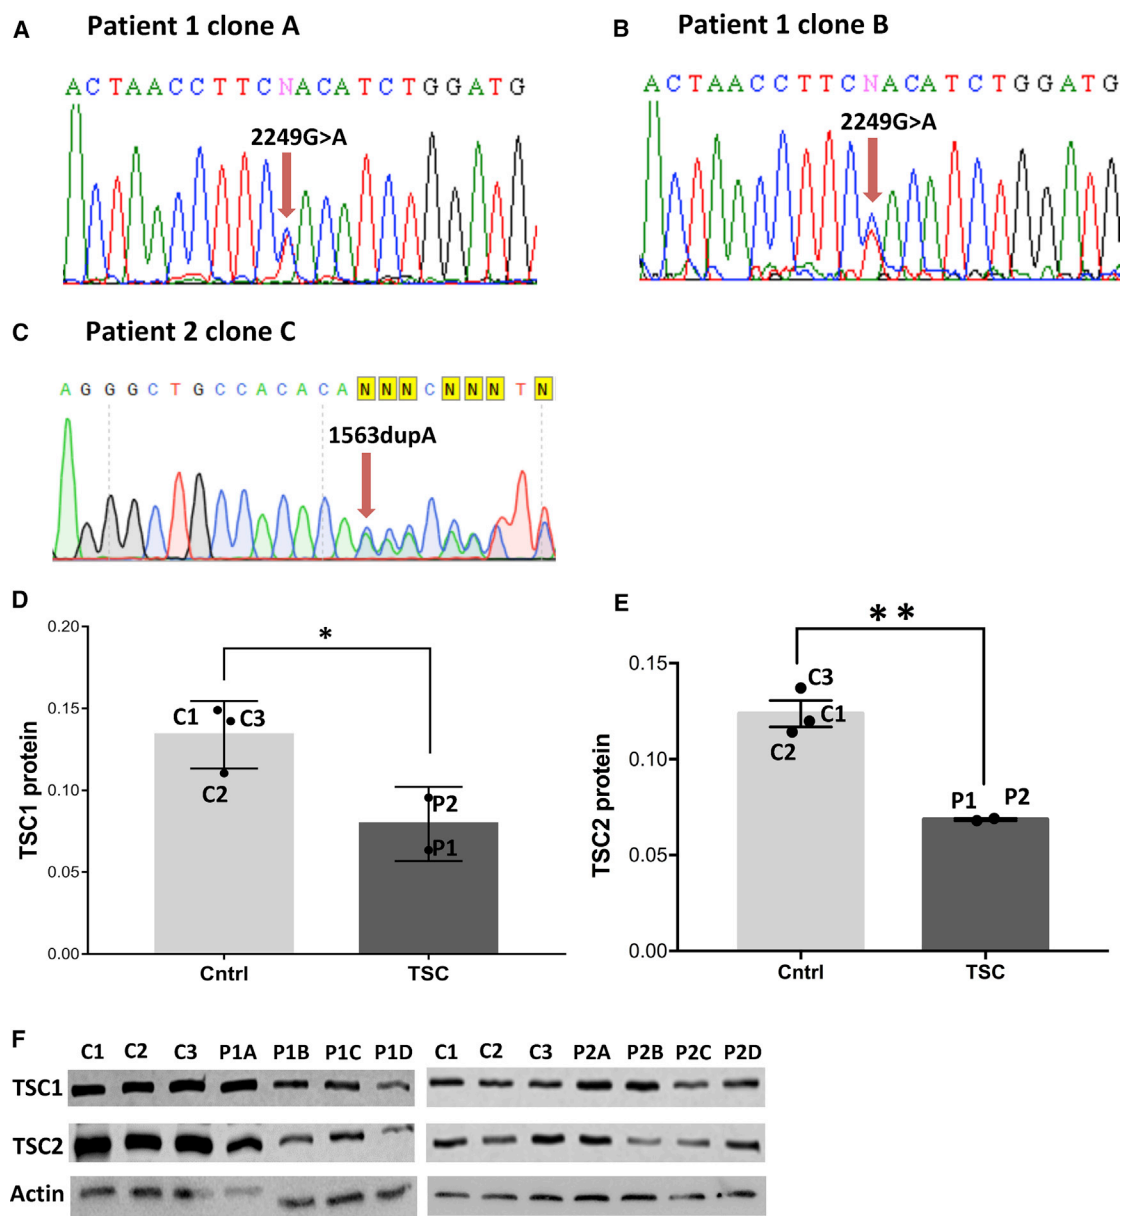 A Patient 1 clone A
ACTAACCTTCNACATCTGGATG
2249G>A
B Patient 1 clone B
ACTAACCTTCNACATCTGGATG
2249G>A
C Patient 2 clone C
AGGGCTGCCACACANNNCNNNTN
1563dupA
D
TSC1 protein
0.20
0.15
0.10
0.05
0.00
*
C1
C3
C2
P2
P1
Cntrl
TSC
E
TSC2 protein
0.15
0.10
0.05
0.00
**
C3
C1
C2
P1
P2
Cntrl
TSC
F
C1 C2 C3 P1A P1B P1C P1D
C1 C2 C3 P2A P2B P2C P2D
TSC1
TSC2
Actin